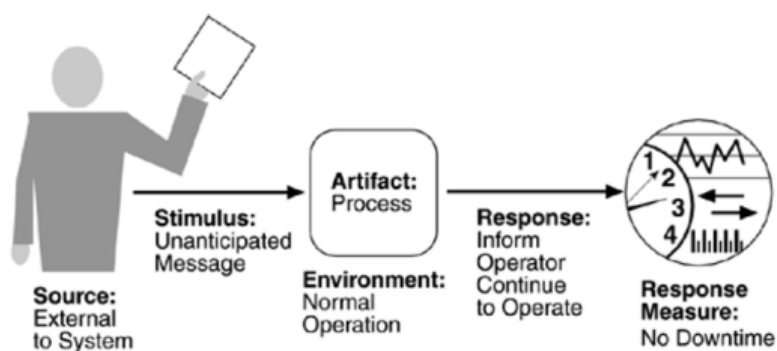 Source:
External
to System
Stimulus:
Unanticipated
Message
Artifact:
Process
Environment:
Normal
Operation
Response:
Inform
Operator
Continue
to Operate
1
2
3
4
Response
Measure:
No Downtime